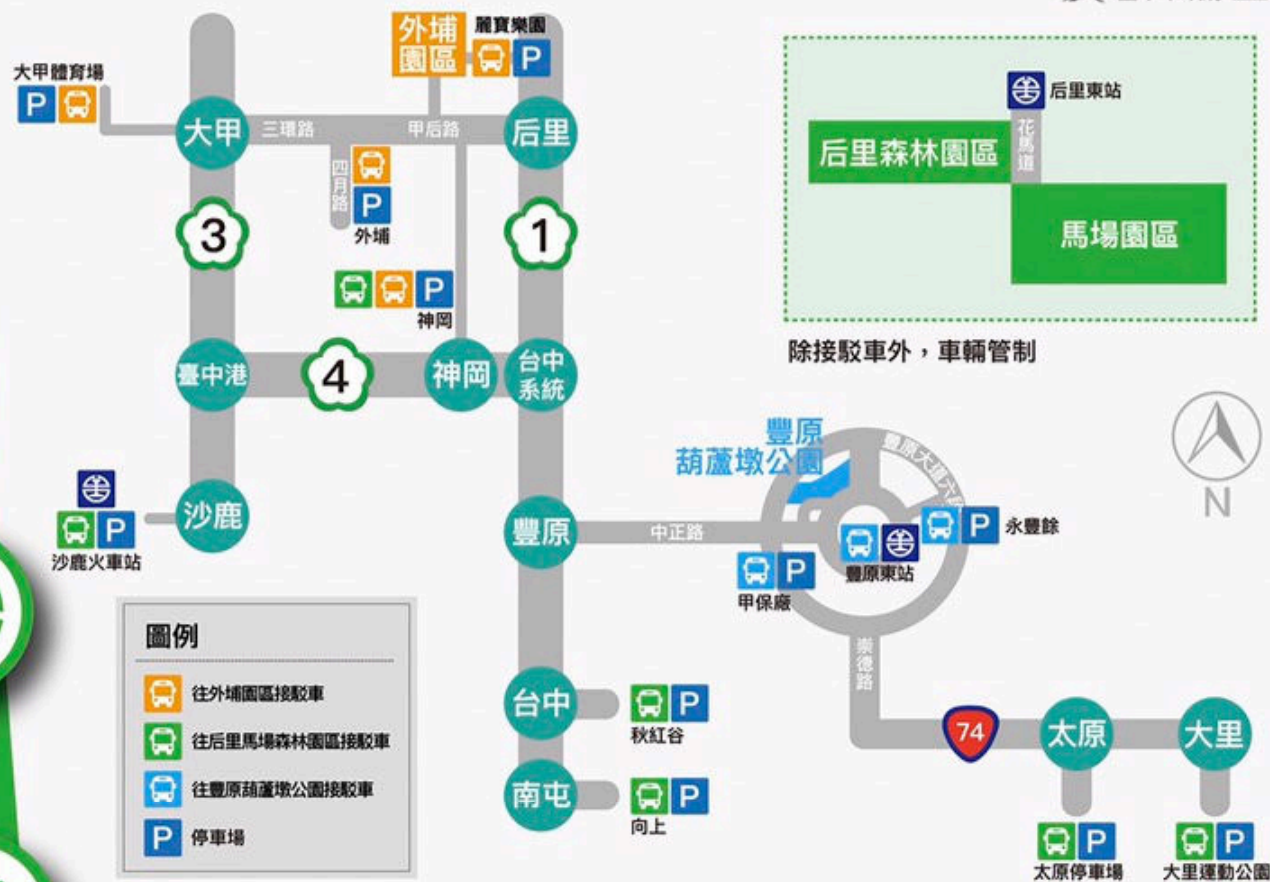 外埔
園區
麗寶樂園
P
大甲體育場
P
大甲
三環路
甲后路
后里
四月路
P
外埔
3
1
P
神岡
臺中港
4
神岡
台中
系統
后里東站
花馬道
后里森林園區
馬場園區
除接駁車外，車輛管制
N
沙鹿
P
沙鹿火車站
豐原
葫蘆墩公園
豐原
中正路
P
永豐餘
豐原東站
P
甲保廠
崇德路
圖例
往外埔園區接駁車
往后里馬場森林園區接駁車
往豐原葫蘆墩公園接駁車
P
停車場
台中
P
秋紅谷
南屯
P
向上
74
太原
大里
P
太原停車場
P
大里運動公園